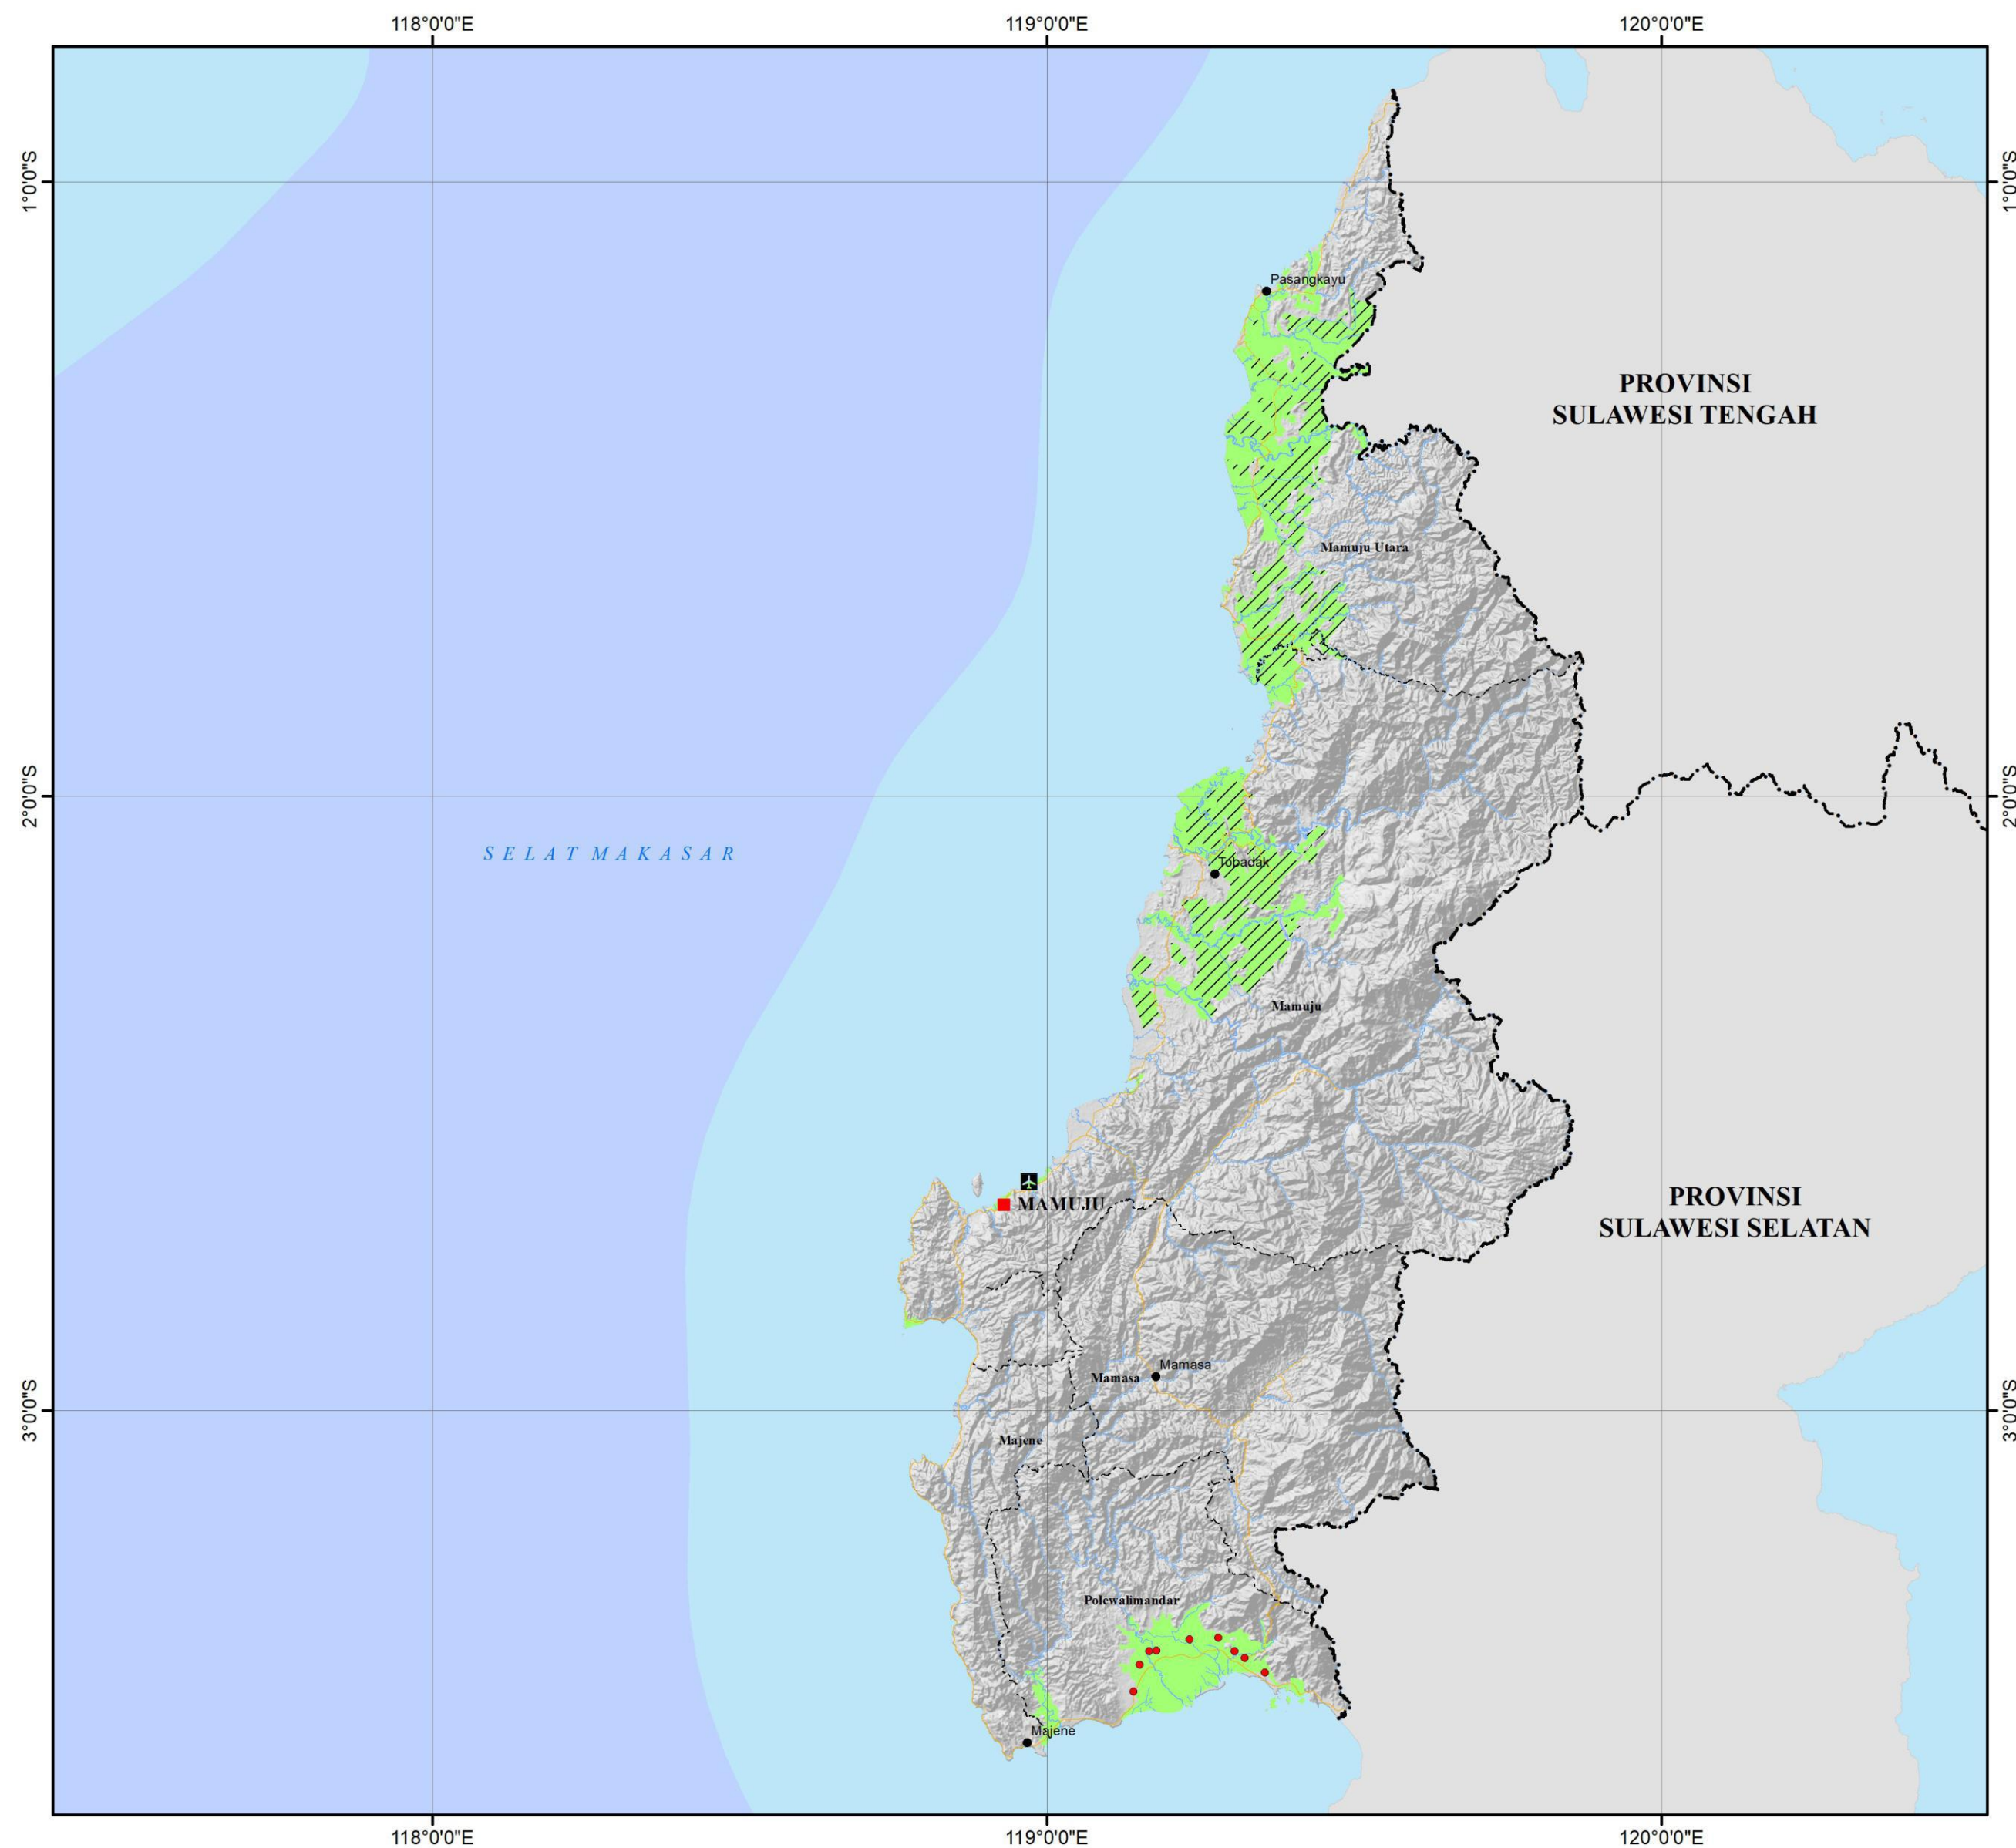 118°0'0"E
119°0'0"E
120°0'0"E
1°0'0"S
1°0'0"S
Pasangkayu
PROVINSI
SULAWESI TENGAH
Mamuju Utara
2°0'0"S
2°0'0"S
SELAT MAKASAR
Tobadak
Mamuju
MAMUJU
PROVINSI
SULAWESI SELATAN
Mamasa
Mamasa
3°0'0"S
3°0'0"S
Majene
Polewalimandar
Majene
118°0'0"E
119°0'0"E
120°0'0"E